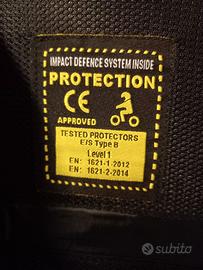 IMPACT DEFENCE SYSTEM INSIDE
PROTECTION
CE
APPROVED
TESTED PROTECTORS
E/S Type B
Level 1
EN: 1621-1-2012
EN: 1621-2-2014
subito